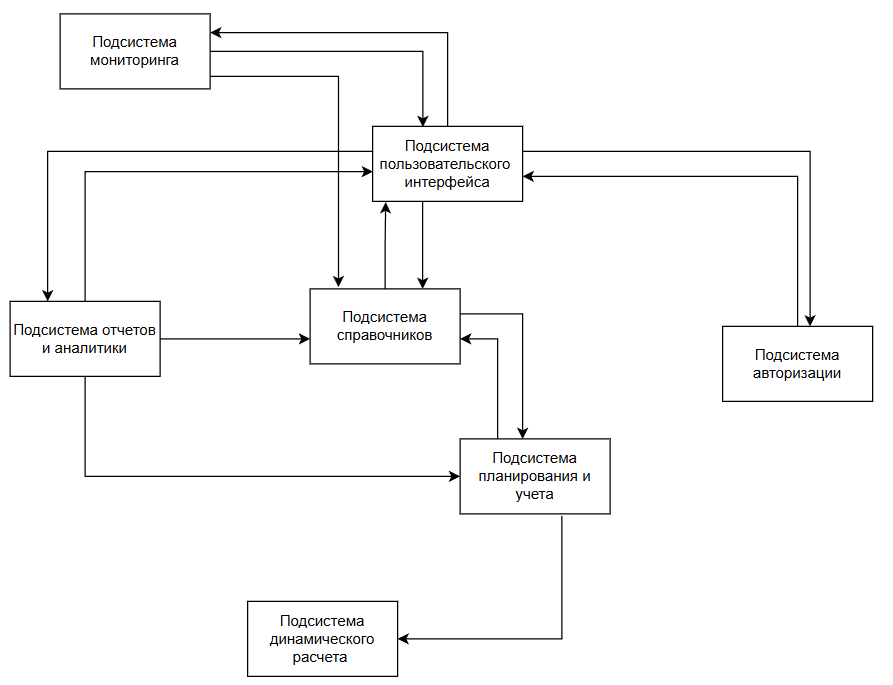 Подсистема
мониторинга
Подсистема
пользовательского
интерфейса
Подсистема отчетов
и аналитики
Подсистема
справочников
Подсистема
авторизации
Подсистема
планирования и
учета
Подсистема
динамического
расчета